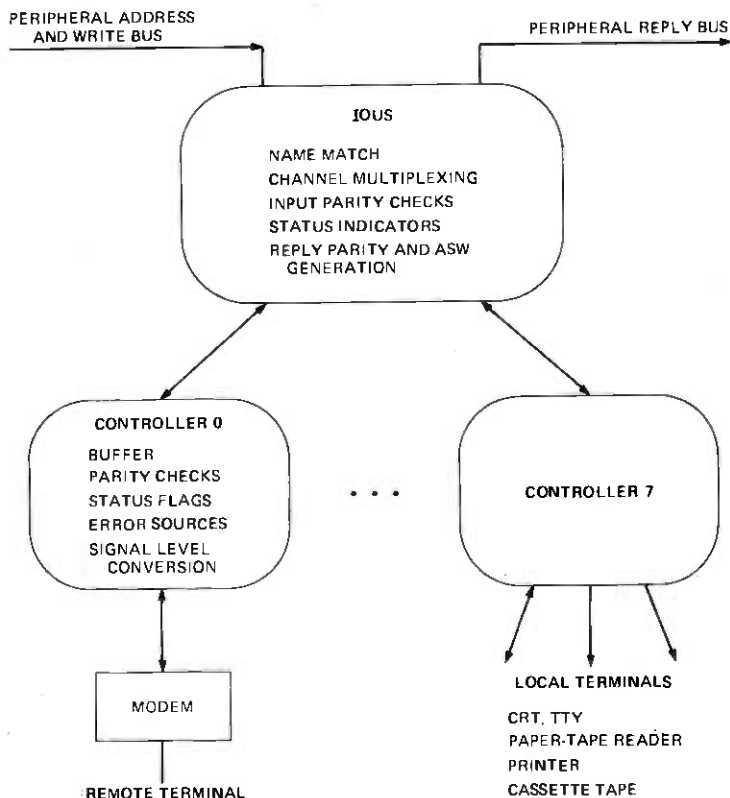 PERIPHERAL ADDRESS
AND WRITE BUS
PERIPHERAL REPLY BUS
IOUS
NAME MATCH
CHANNEL MULTIPLEXING
INPUT PARITY CHECKS
STATUS INDICATORS
REPLY PARITY AND ASW
GENERATION
CONTROLLER 0
BUFFER
PARITY CHECKS
STATUS FLAGS
ERROR SOURCES
SIGNAL LEVEL
CONVERSION
• • •
CONTROLLER 7
MODEM
REMOTE TERMINAL
LOCAL TERMINALS
CRT, TTY
PAPER-TAPE READER
PRINTER
CASSETTE TAPE